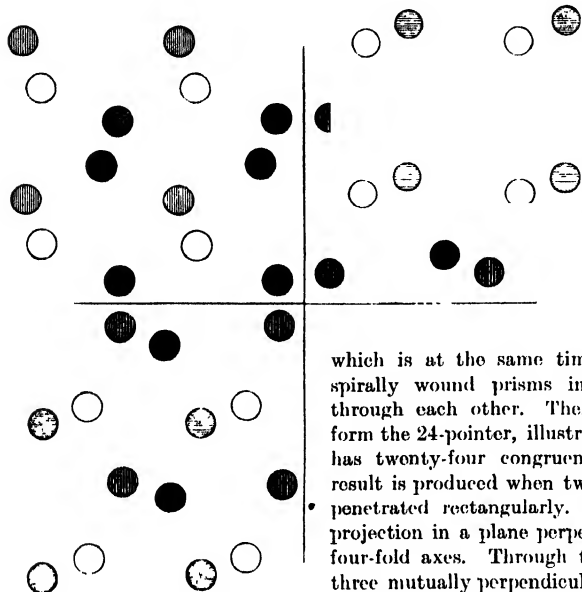 which is at the same tim
spirally wound prisms in
through each other. The
form the 24-pointer, illustr
has twenty-four congruen
result is produced when tw
penetrated rectangularly.
projection in a plane perpe
four-fold axes. Through t
three mutually perpendicul